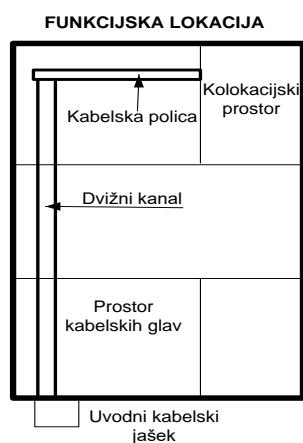 FUNKCIJSKA LOKACIJA
Kolokacijski
prostor
Kabelska polica
Dvižni kanal
Prostor
kabelskih glav
Uvodni kabelski
jašek